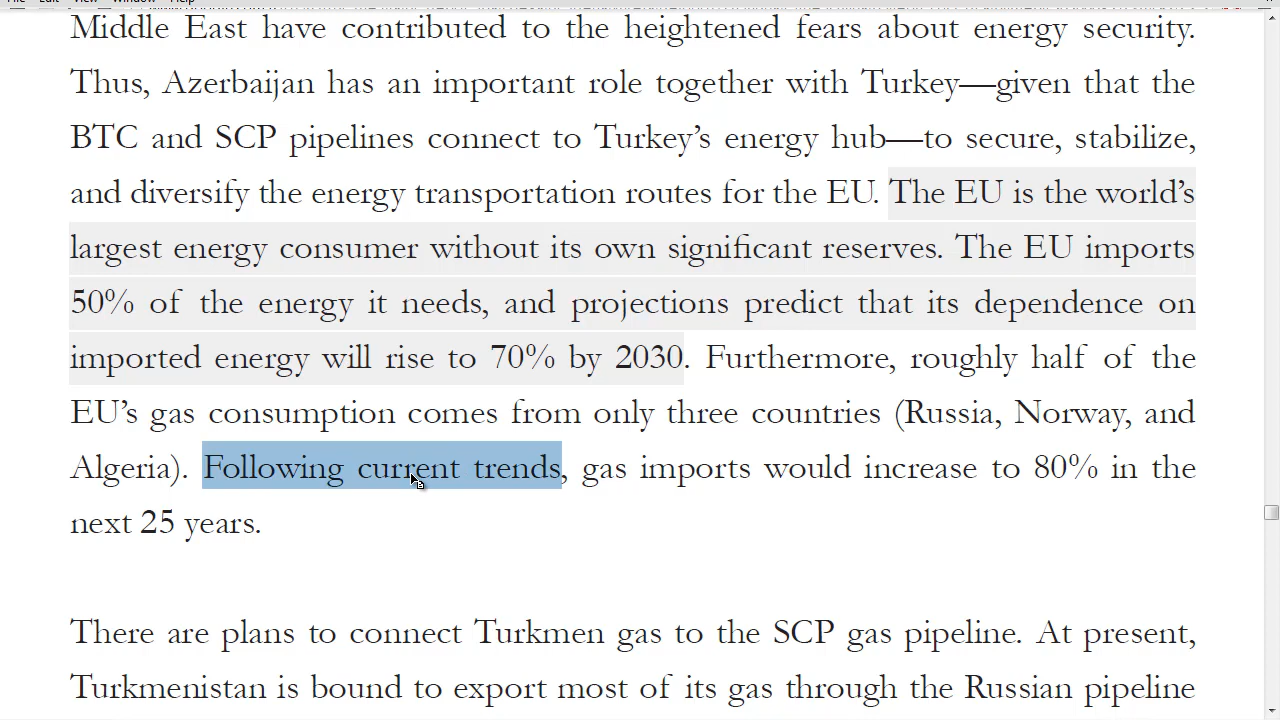 File Edit View Window Help
Middle East have contributed to the heightened fears about energy security.
Thus, Azerbaijan has an important role together with Turkey—given that the
BTC and SCP pipelines connect to Turkey’s energy hub—to secure, stabilize,
and diversify the energy transportation routes for the EU. The EU is the world’s
largest energy consumer without its own significant reserves. The EU imports
50% of the energy it needs, and projections predict that its dependence on
imported energy will rise to 70% by 2030. Furthermore, roughly half of the
EU’s gas consumption comes from only three countries (Russia, Norway, and
Algeria). Following current trends, gas imports would increase to 80% in the
next 25 years.
There are plans to connect Turkmen gas to the SCP gas pipeline. At present,
Turkmenistan is bound to export most of its gas through the Russian pipeline